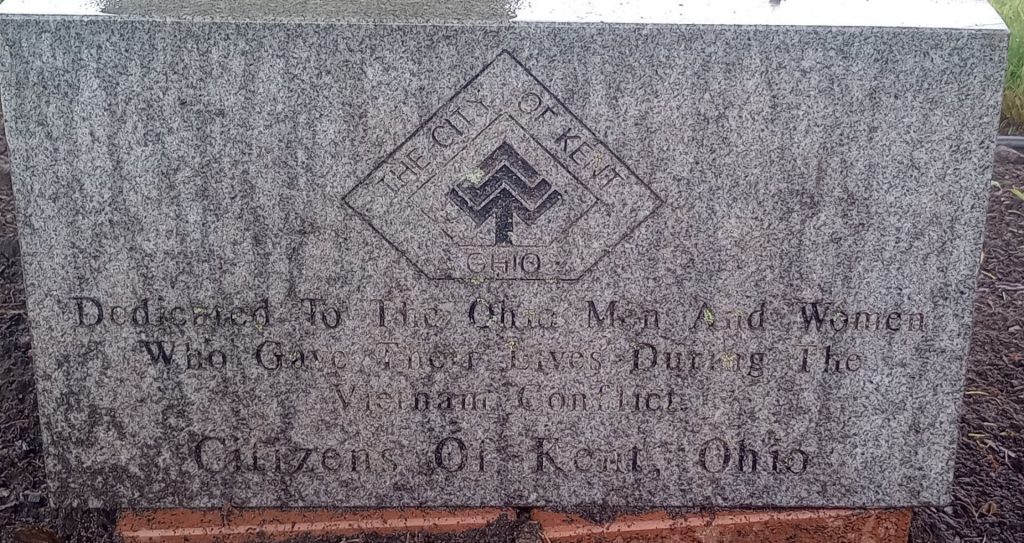 THE CITY OF KENT
OHIO
Dedicated To The Ohio Men And Women
Who Gave Their Lives During The
Vietnam Conflict.
Citizens Of Kent, Ohio